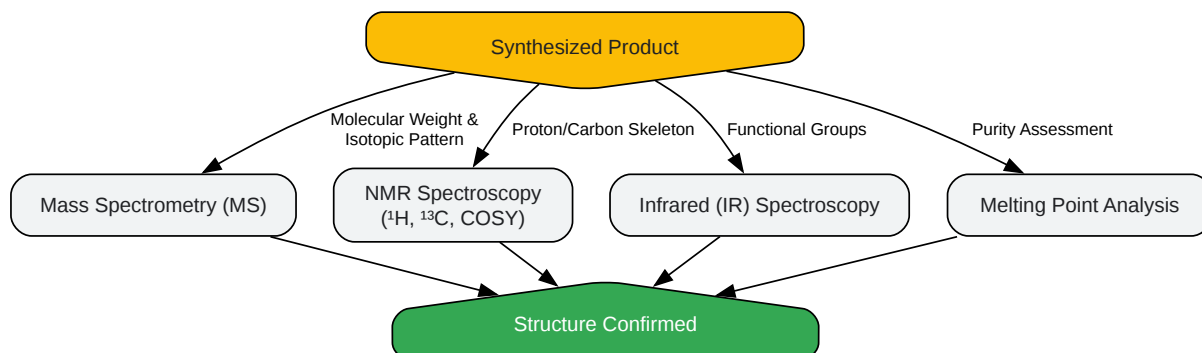 Synthesized Product
Molecular Weight &
Isotopic Pattern
Proton/Carbon Skeleton
Functional Groups
Purity Assessment
Mass Spectrometry (MS)
NMR Spectroscopy
(¹H, ¹³C, COSY)
Infrared (IR) Spectroscopy
Melting Point Analysis
Structure Confirmed